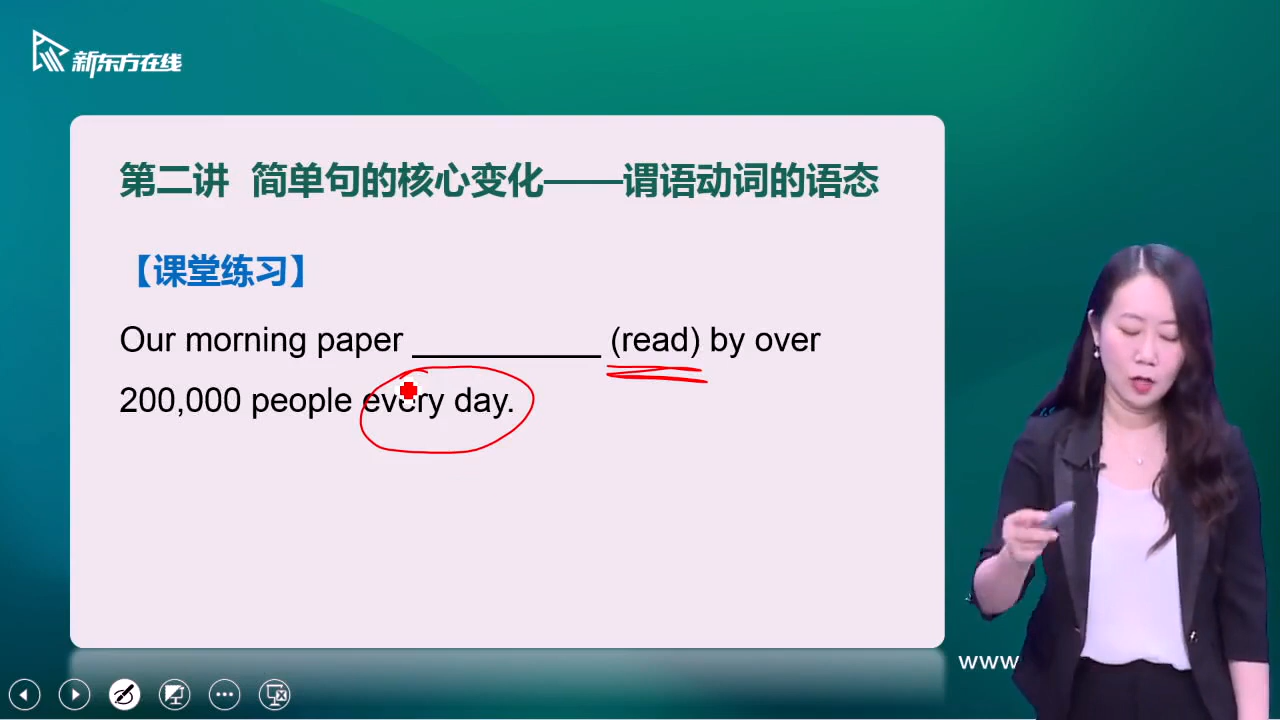 新东方在线
第二讲 简单句的核心变化——谓语动词的语态
【课堂练习】
Our morning paper __________ (read) by over
200,000 people every day.
www